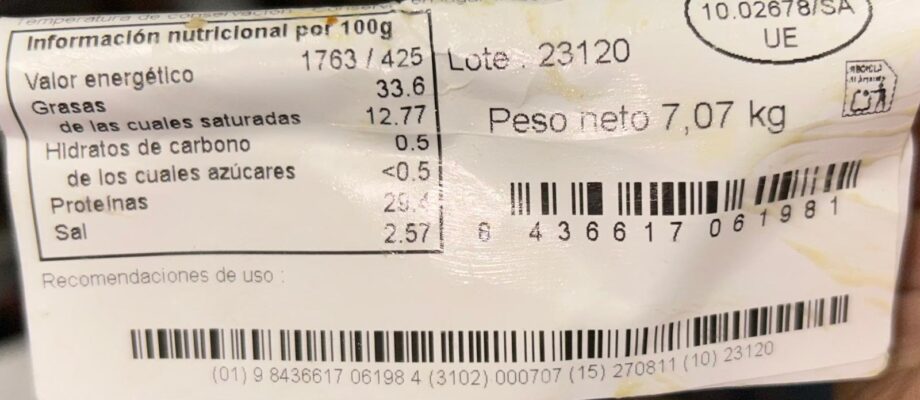 Temperatura de conservación
Información nutricional por 100g
Valor energético 1763 / 425
Grasas 33.6
de las cuales saturadas 12.77
Hidratos de carbono 0.5
de los cuales azúcares <0.5
Proteínas
Sal 2.57
Recomendaciones de uso :
10.02678/SA
UE
Lote : 23120
Peso neto 7,07 kg
436617 061981
(01) 9 8436617 06198 4 (3102) 000707 (15) 270811 (10) 23120